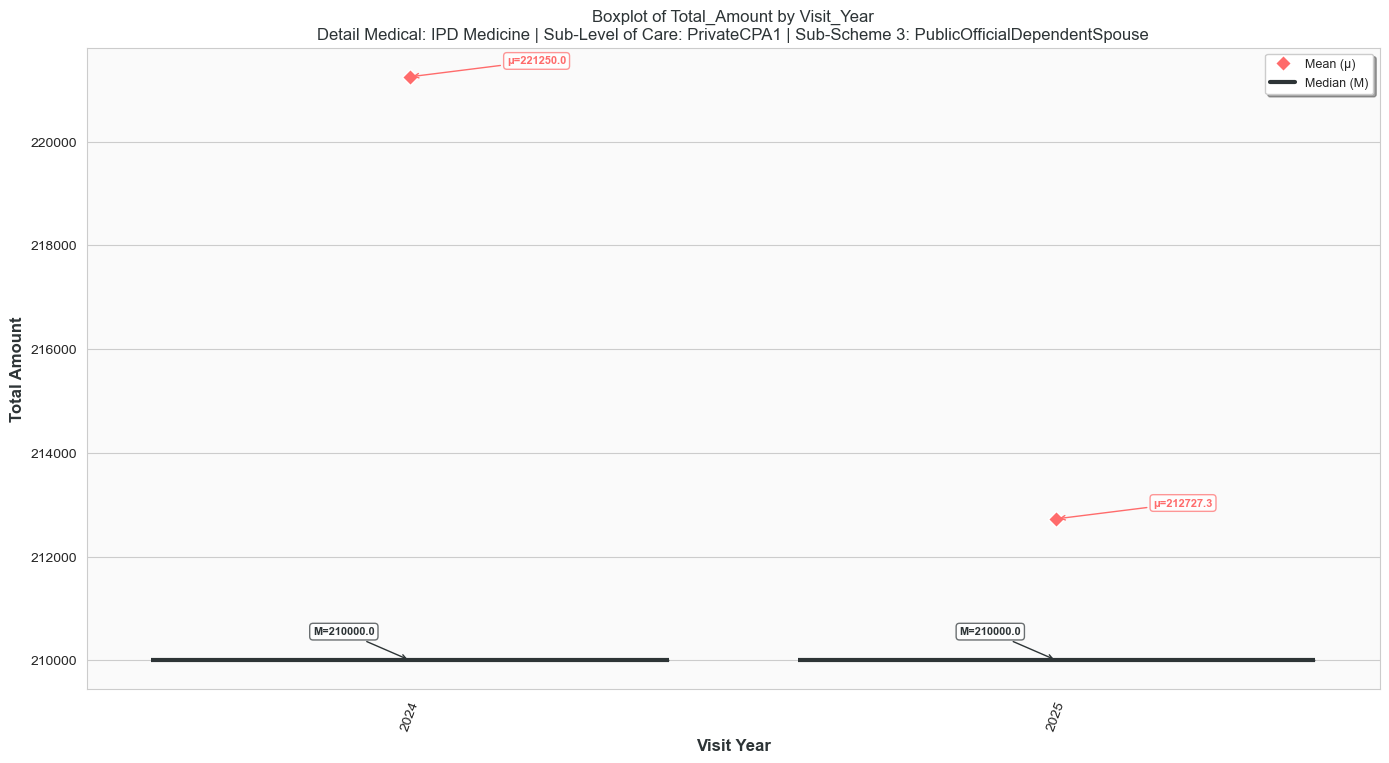 Boxplot of Total_Amount by Visit_Year
Detail Medical: IPD Medicine | Sub-Level of Care: PrivateCPA1 | Sub-Scheme 3: PublicOfficialDependentSpouse
μ=221250.0
Mean (μ)
Median (M)
220000
218000
216000
214000
212000
210000
Total Amount
μ=212727.3
M=210000.0
M=210000.0
2024
2025
Visit Year